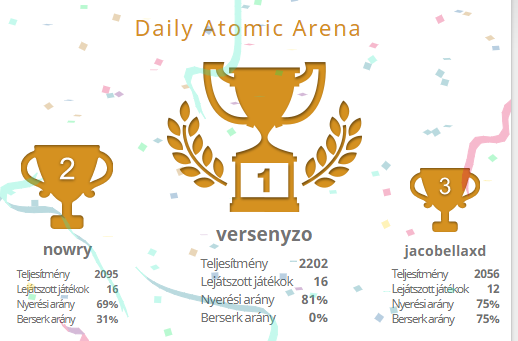 Daily Atomic Arena
1
versenyzo
Teljesítmény 2202
Lejátszott játékok 16
Nyerési arány 81%
Berserk arány 0%
2
nowry
Teljesítmény 2095
Lejátszott játékok 16
Nyerési arány 69%
Berserk arány 31%
3
jacobellaxd
Teljesítmény 2056
Lejátszott játékok 12
Nyerési arány 75%
Berserk arány 75%